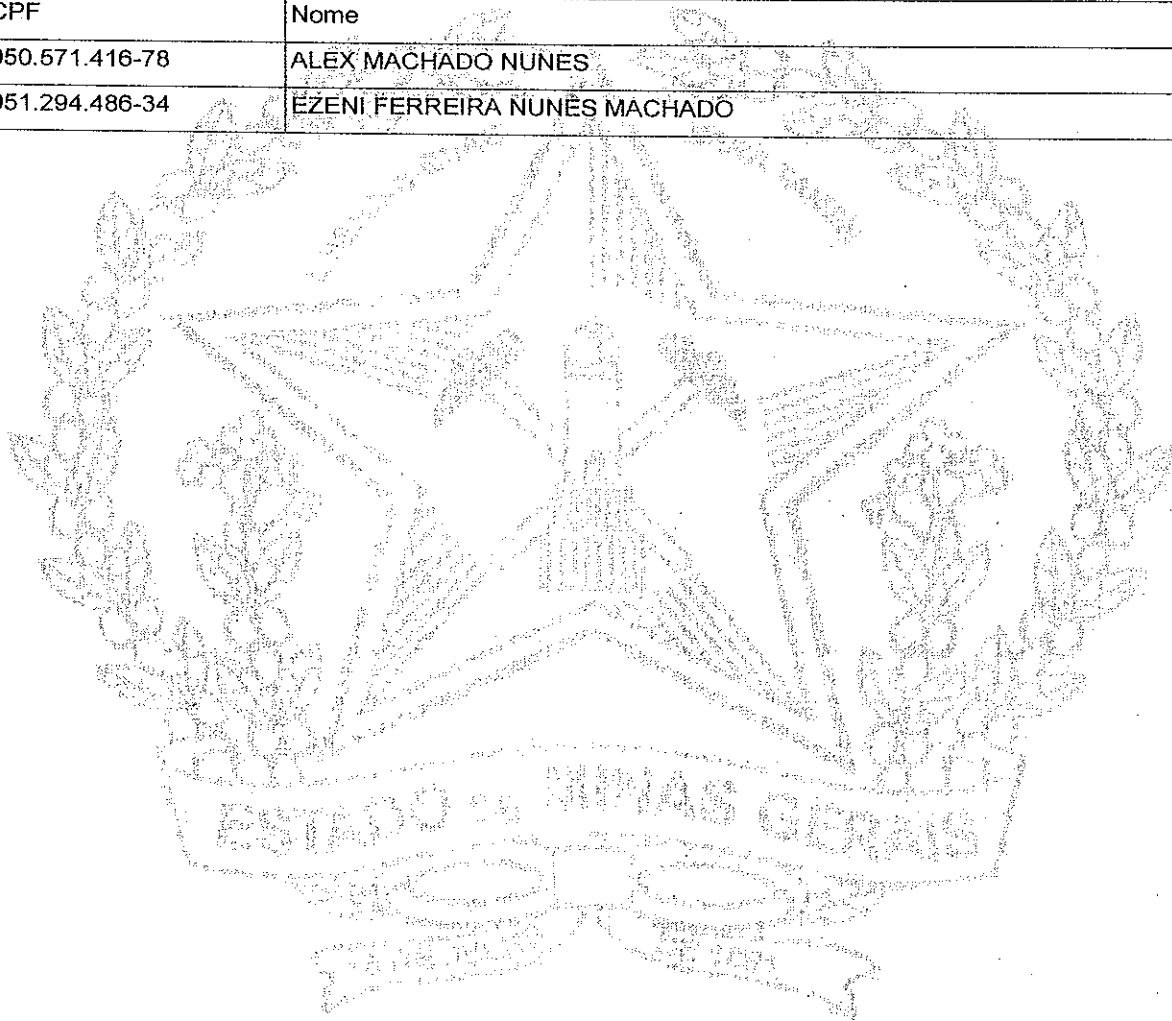 CPF Nome
050.571.416-78 ALEX MACHADO NUNES
051.294.486-34 EZENI FERREIRA NUNES MACHADO
ESTADO DE MINAS GERAIS